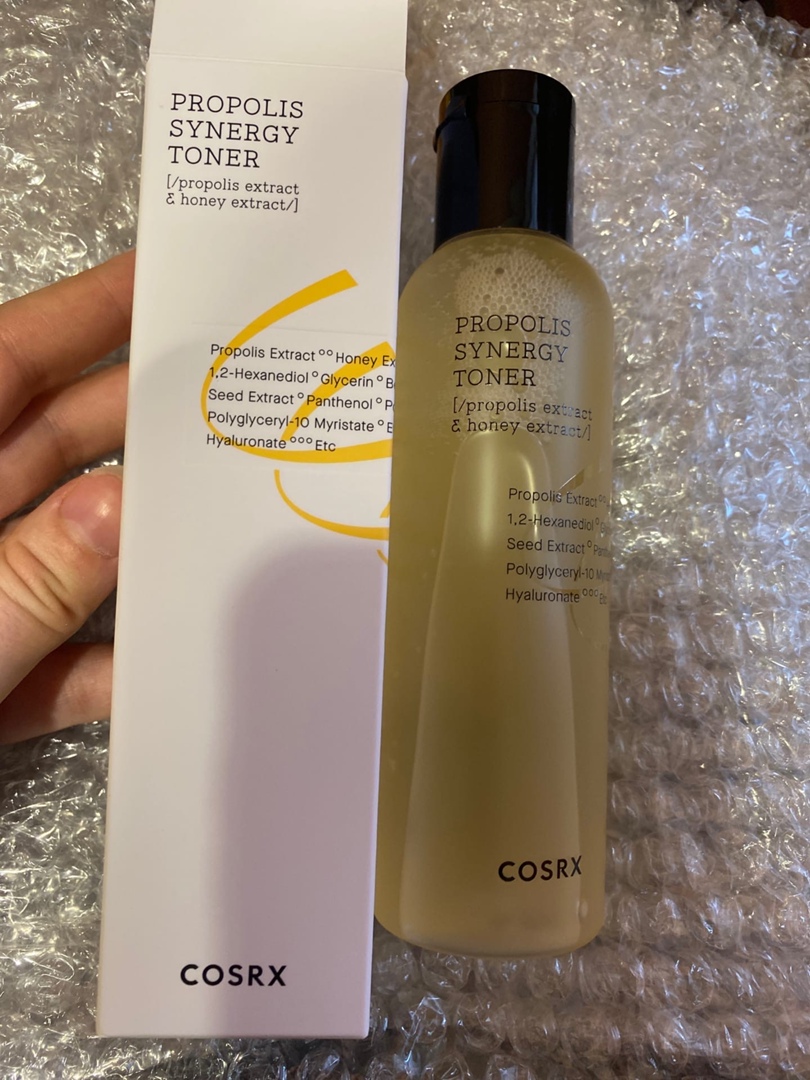 PROPOLIS
SYNERGY
TONER
[/propolis extract
& honey extract/]
Propolis Extract °° Honey Ex
1,2-Hexanediol ° Glycerin ° B
Seed Extract ° Panthenol ° P
Polyglyceryl-10 Myristate ° E
Hyaluronate °°° Etc
COSRX
PROPOLIS
SYNERGY
TONER
[/propolis extract
& honey extract/]
Propolis Extract °°
1,2-Hexanediol °
Seed Extract °
Polyglyceryl-10
Hyaluronate °°° Etc
COSRX